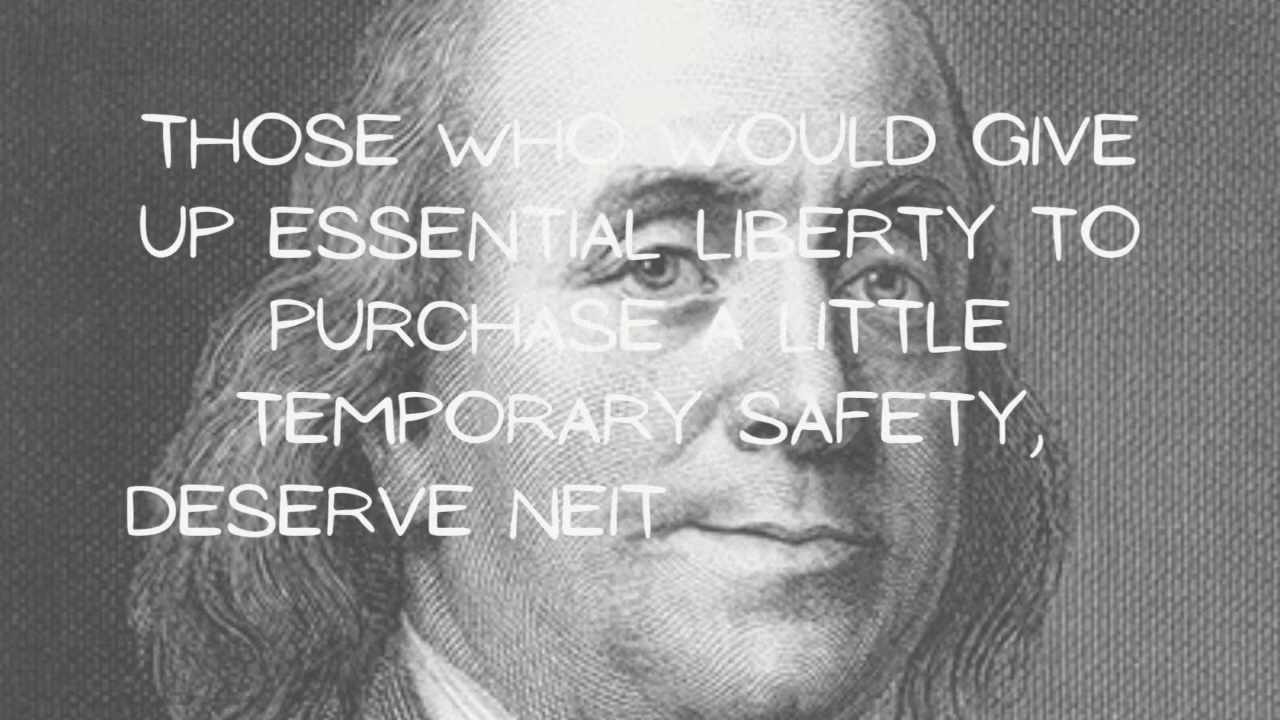 THOSE WHO WOULD GIVE
UP ESSENTIAL LIBERTY TO
PURCHASE A LITTLE
TEMPORARY SAFETY,
DESERVE NEIT